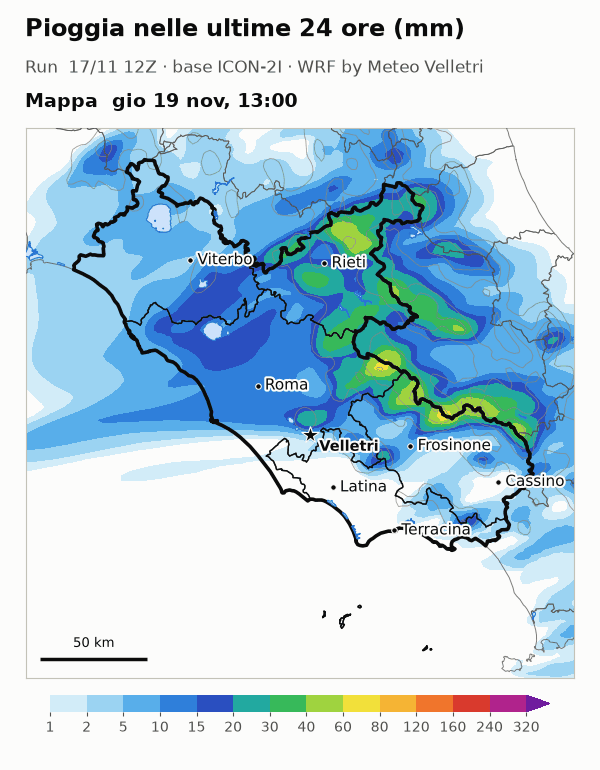 Pioggia nelle ultime 24 ore (mm)
Run  17/11 12Z · base ICON-2I · WRF by Meteo Velletri
Mappa  gio 19 nov, 13:00
Viterbo
Rieti
Roma
Velletri
Frosinone
Cassino
Latina
Terracina
50 km
1 2 5 10 15 20 30 40 60 80 120 160 240 320